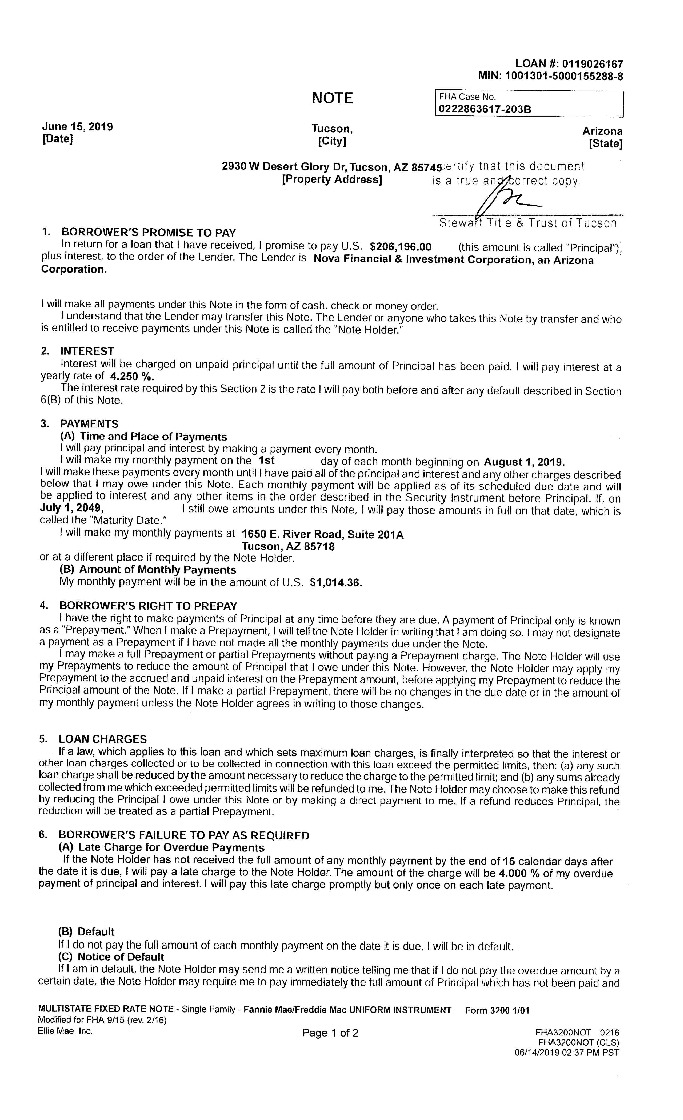 LOAN #: 0119026167
MIN: 1001301-5000155288-8
NOTE
FHA Case No.
0222863617-203B
June 15, 2019
[Date]
Tucson,
[City]
Arizona
[State]
2930 W Desert Glory Dr, Tucson, AZ 85745
[Property Address]
certify that this document
is a true and correct copy
Stewart Title & Trust of Tucson
1. BORROWER'S PROMISE TO PAY
In return for a loan that I have received, I promise to pay U.S. $206,196.00 (this amount is called "Principal"),
plus interest, to the order of the Lender. The Lender is Nova Financial & Investment Corporation, an Arizona
Corporation.
I will make all payments under this Note in the form of cash, check or money order.
I understand that the Lender may transfer this Note. The Lender or anyone who takes this Note by transfer and who
is entitled to receive payments under this Note is called the "Note Holder."
2. INTEREST
Interest will be charged on unpaid principal until the full amount of Principal has been paid. I will pay interest at a
yearly rate of 4.250 %.
The interest rate required by this Section 2 is the rate I will pay both before and after any default described in Section
6(B) of this Note.
3. PAYMENTS
(A) Time and Place of Payments
I will pay principal and interest by making a payment every month.
I will make my monthly payment on the 1st day of each month beginning on August 1, 2019.
I will make these payments every month until I have paid all of the principal and interest and any other charges described
below that I may owe under this Note. Each monthly payment will be applied as of its scheduled due date and will
be applied to interest and any other items in the order described in the Security Instrument before Principal. If, on
July 1, 2049, I still owe amounts under this Note, I will pay those amounts in full on that date, which is
called the "Maturity Date."
I will make my monthly payments at 1650 E. River Road, Suite 201A
Tucson, AZ 85718
or at a different place if required by the Note Holder.
(B) Amount of Monthly Payments
My monthly payment will be in the amount of U.S. $1,014.36.
4. BORROWER'S RIGHT TO PREPAY
I have the right to make payments of Principal at any time before they are due. A payment of Principal only is known
as a "Prepayment." When I make a Prepayment, I will tell the Note Holder in writing that I am doing so. I may not designate
a payment as a Prepayment if I have not made all the monthly payments due under the Note.
I may make a full Prepayment or partial Prepayments without paying a Prepayment charge. The Note Holder will use
my Prepayments to reduce the amount of Principal that I owe under this Note. However, the Note Holder may apply my
Prepayment to the accrued and unpaid interest on the Prepayment amount, before applying my Prepayment to reduce the
Principal amount of the Note. If I make a partial Prepayment, there will be no changes in the due date or in the amount of
my monthly payment unless the Note Holder agrees in writing to those changes.
5. LOAN CHARGES
If a law, which applies to this loan and which sets maximum loan charges, is finally interpreted so that the interest or
other loan charges collected or to be collected in connection with this loan exceed the permitted limits, then: (a) any such
loan charge shall be reduced by the amount necessary to reduce the charge to the permitted limit; and (b) any sums already
collected from me which exceeded permitted limits will be refunded to me. The Note Holder may choose to make this refund
by reducing the Principal I owe under this Note or by making a direct payment to me. If a refund reduces Principal, the
reduction will be treated as a partial Prepayment.
6. BORROWER'S FAILURE TO PAY AS REQUIRED
(A) Late Charge for Overdue Payments
If the Note Holder has not received the full amount of any monthly payment by the end of 15 calendar days after
the date it is due, I will pay a late charge to the Note Holder. The amount of the charge will be 4.000 % of my overdue
payment of principal and interest. I will pay this late charge promptly but only once on each late payment.
(B) Default
If I do not pay the full amount of each monthly payment on the date it is due, I will be in default.
(C) Notice of Default
If I am in default, the Note Holder may send me a written notice telling me that if I do not pay the overdue amount by a
certain date, the Note Holder may require me to pay immediately the full amount of Principal which has not been paid and
MULTISTATE FIXED RATE NOTE - Single Family - Fannie Mae/Freddie Mac UNIFORM INSTRUMENT Form 3200 1/01
Modified for FHA 9/15 (rev. 2/16)
Ellie Mae, Inc.
Page 1 of 2
FHA3200NOT 0216
FHA3200NOT (CLS)
06/14/2019 02:37 PM PST